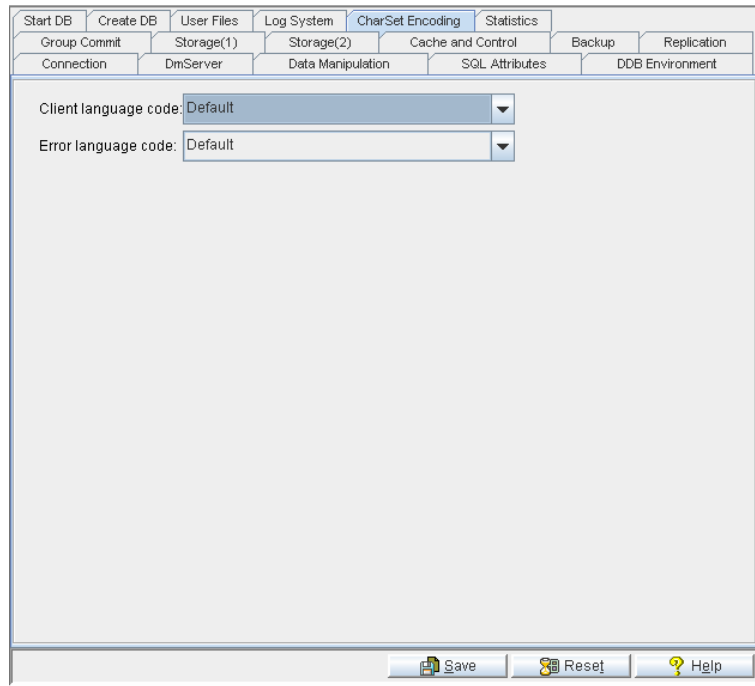 Start DB Create DB User Files Log System CharSet Encoding Statistics
Group Commit Storage(1) Storage(2) Cache and Control Backup Replication
Connection DmServer Data Manipulation SQL Attributes DDB Environment
Client language code: Default
Error language code: Default
Save Reset Help